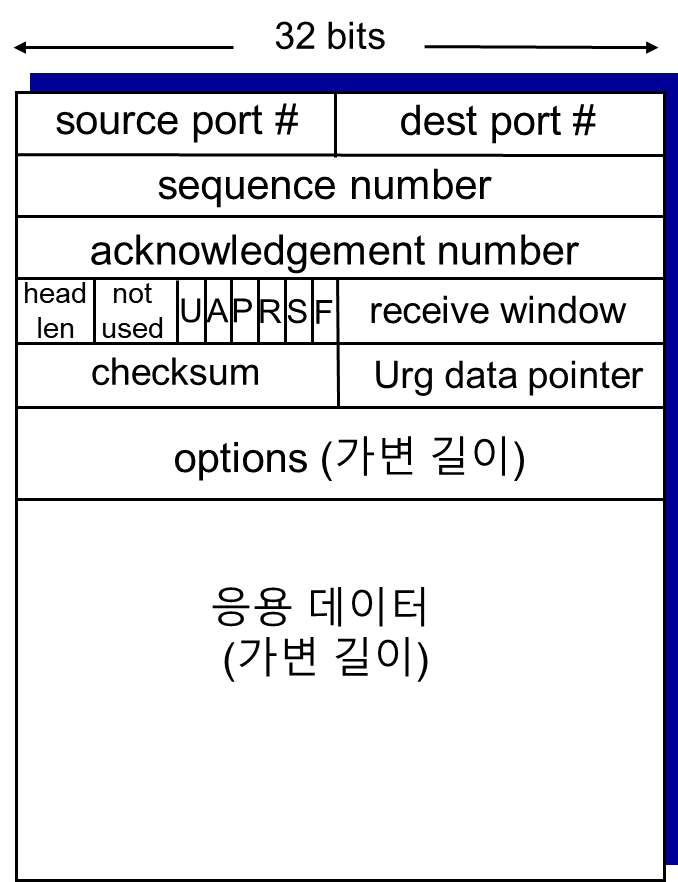 32 bits
source port # dest port #
sequence number
acknowledgement number
head not U A P R S F receive window
len used
checksum Urg data pointer
options (가변 길이)
응용 데이터
(가변 길이)